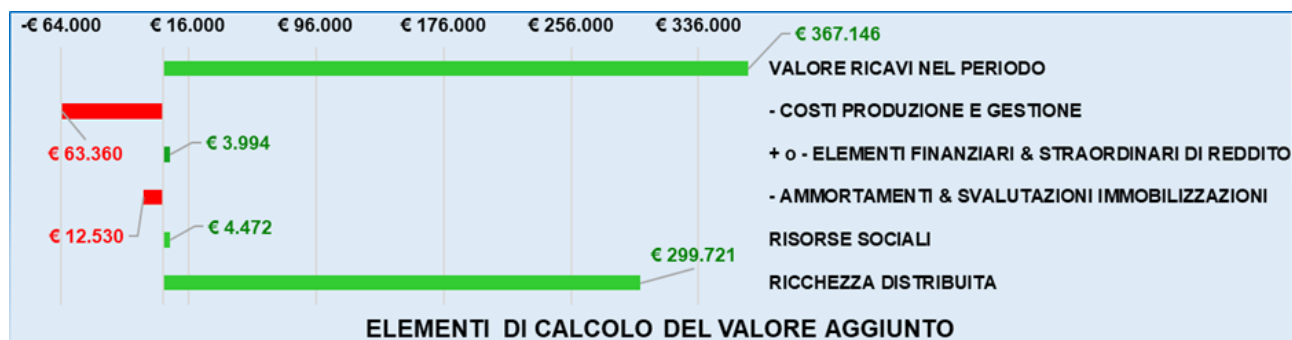 -€ 64.000 € 16.000 € 96.000 € 176.000 € 256.000 € 336.000
€ 367.146
VALORE RICAVI NEL PERIODO
- COSTI PRODUZIONE E GESTIONE
€ 63.360
€ 3.994
+ o - ELEMENTI FINANZIARI & STRAORDINARI DI REDDITO
- AMMORTAMENTI & SVALUTAZIONI IMMOBILIZZAZIONI
€ 12.530
€ 4.472
RISORSE SOCIALI
€ 299.721
RICCHEZZA DISTRIBUITA
ELEMENTI DI CALCOLO DEL VALORE AGGIUNTO